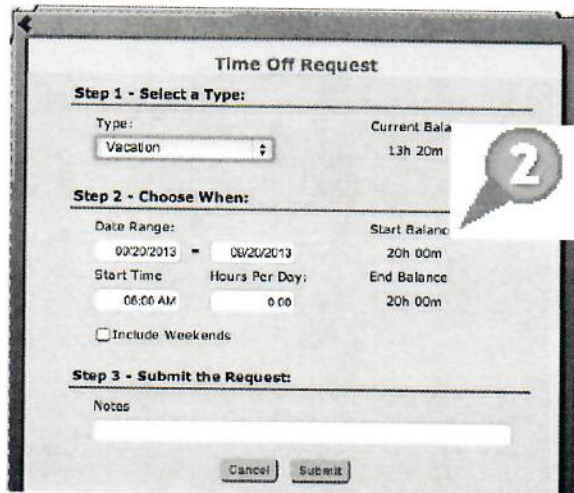 Time Off Request
Step 1 - Select a Type:
Type: Current Bala
Vacation 13h 20m
2
Step 2 - Choose When:
Date Range: Start Balance
09/20/2013 - 09/20/2013 20h 00m
Start Time Hours Per Day: End Balance
08:00 AM 0.00 20h 00m
Include Weekends
Step 3 - Submit the Request:
Notes
Cancel Submit